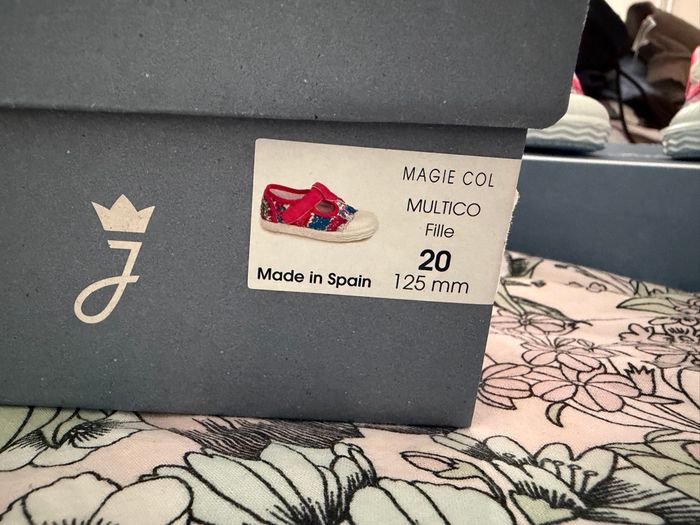 MAGIE COL
MULTICO
Fille
20
125 mm
Made in Spain
J